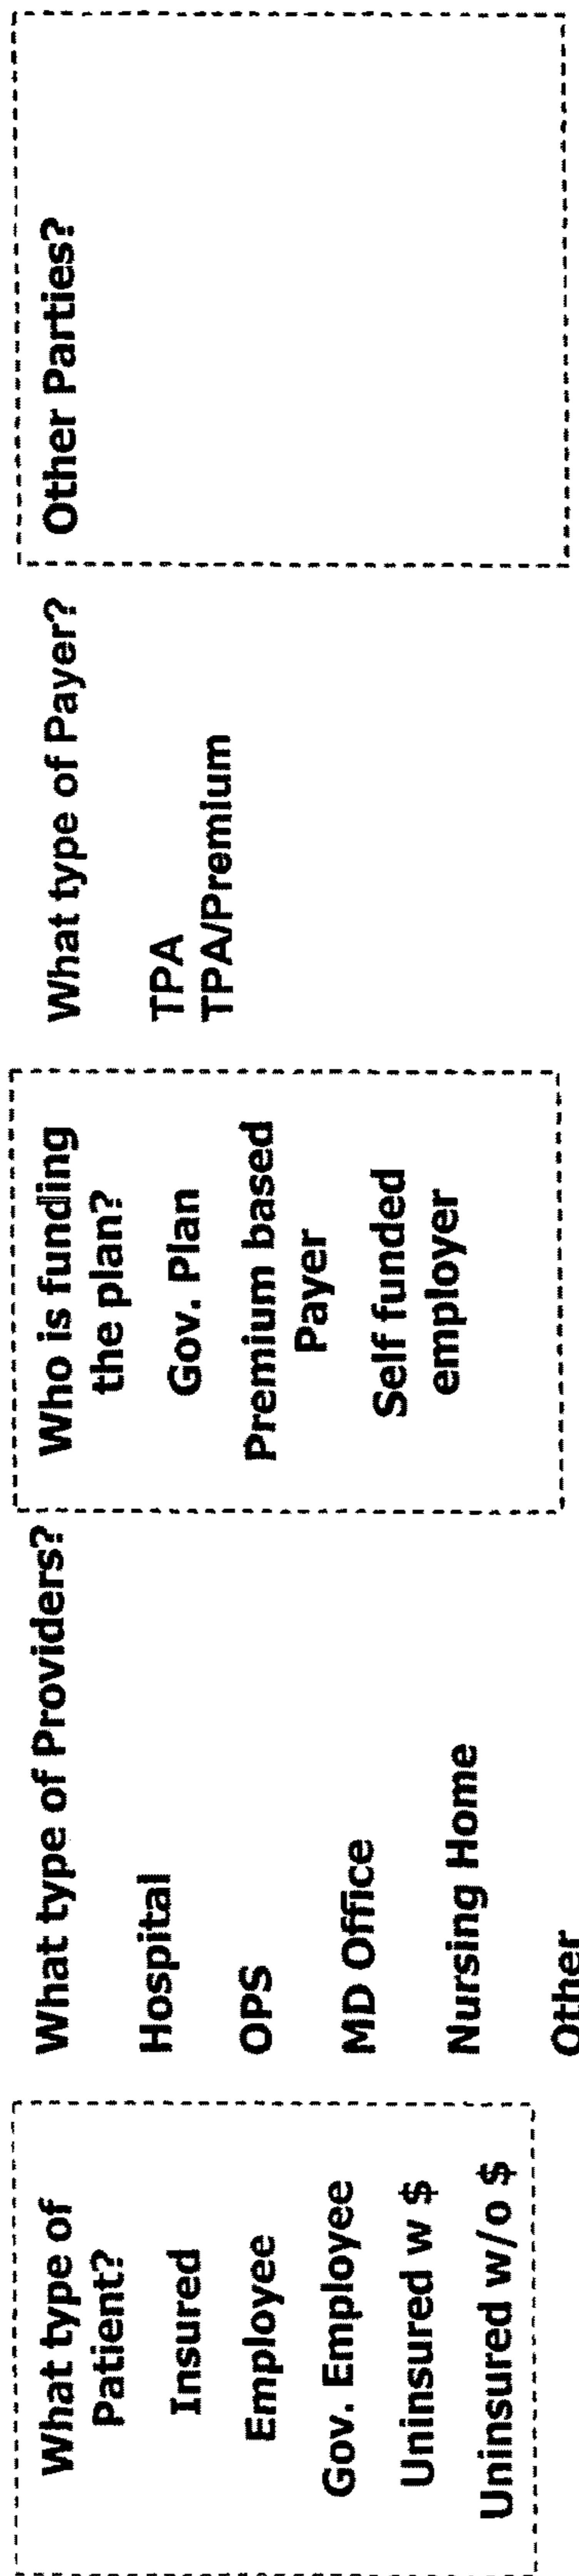 What type of
Patient?
Insured
Employee
Gov. Employee
Uninsured w $
Uninsured w/o $
What type of Providers?
Hospital
OPS
MD Office
Nursing Home
Other
Who is funding
the plan?
Gov. Plan
Premium based
Payer
Self funded
employer
What type of Payer?
TPA
TPA/Premium
Other Parties?